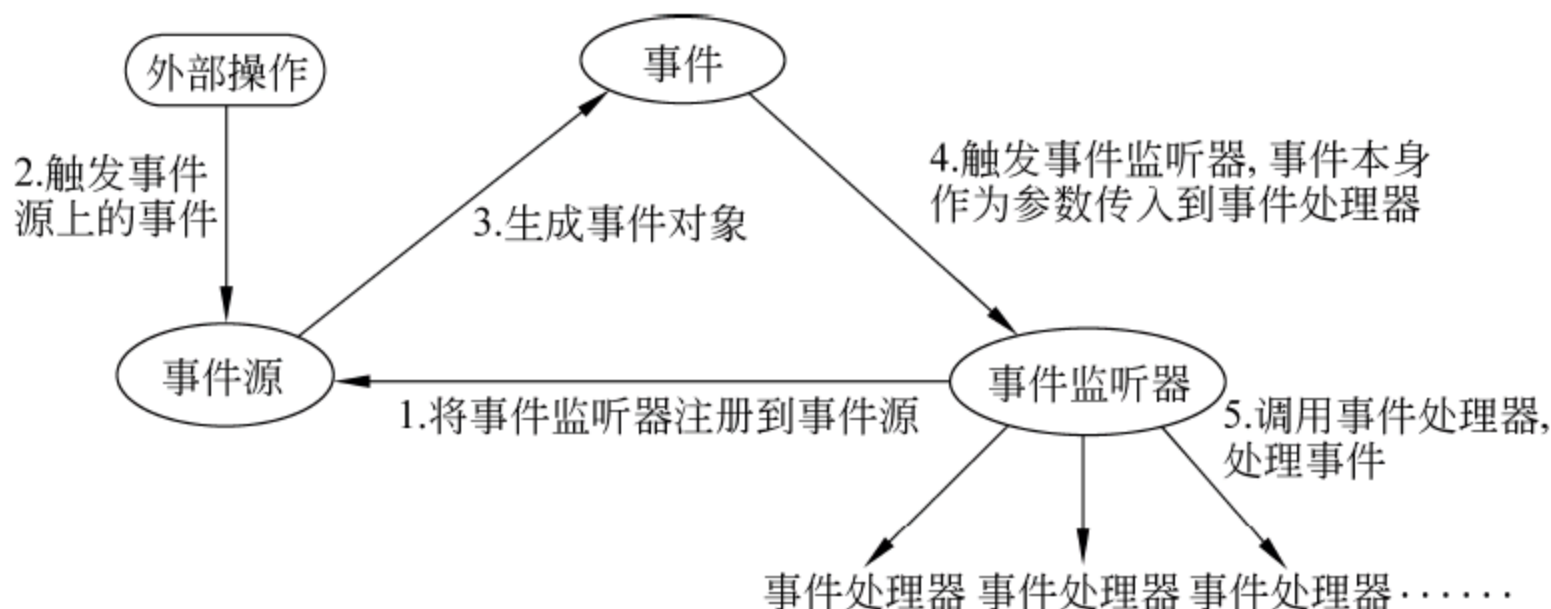 外部操作
事件
2.触发事件
源上的事件
3.生成事件对象
4.触发事件监听器, 事件本身
作为参数传入到事件处理器
事件源
事件监听器
1.将事件监听器注册到事件源
5.调用事件处理器,
处理事件
事件处理器 事件处理器 事件处理器······